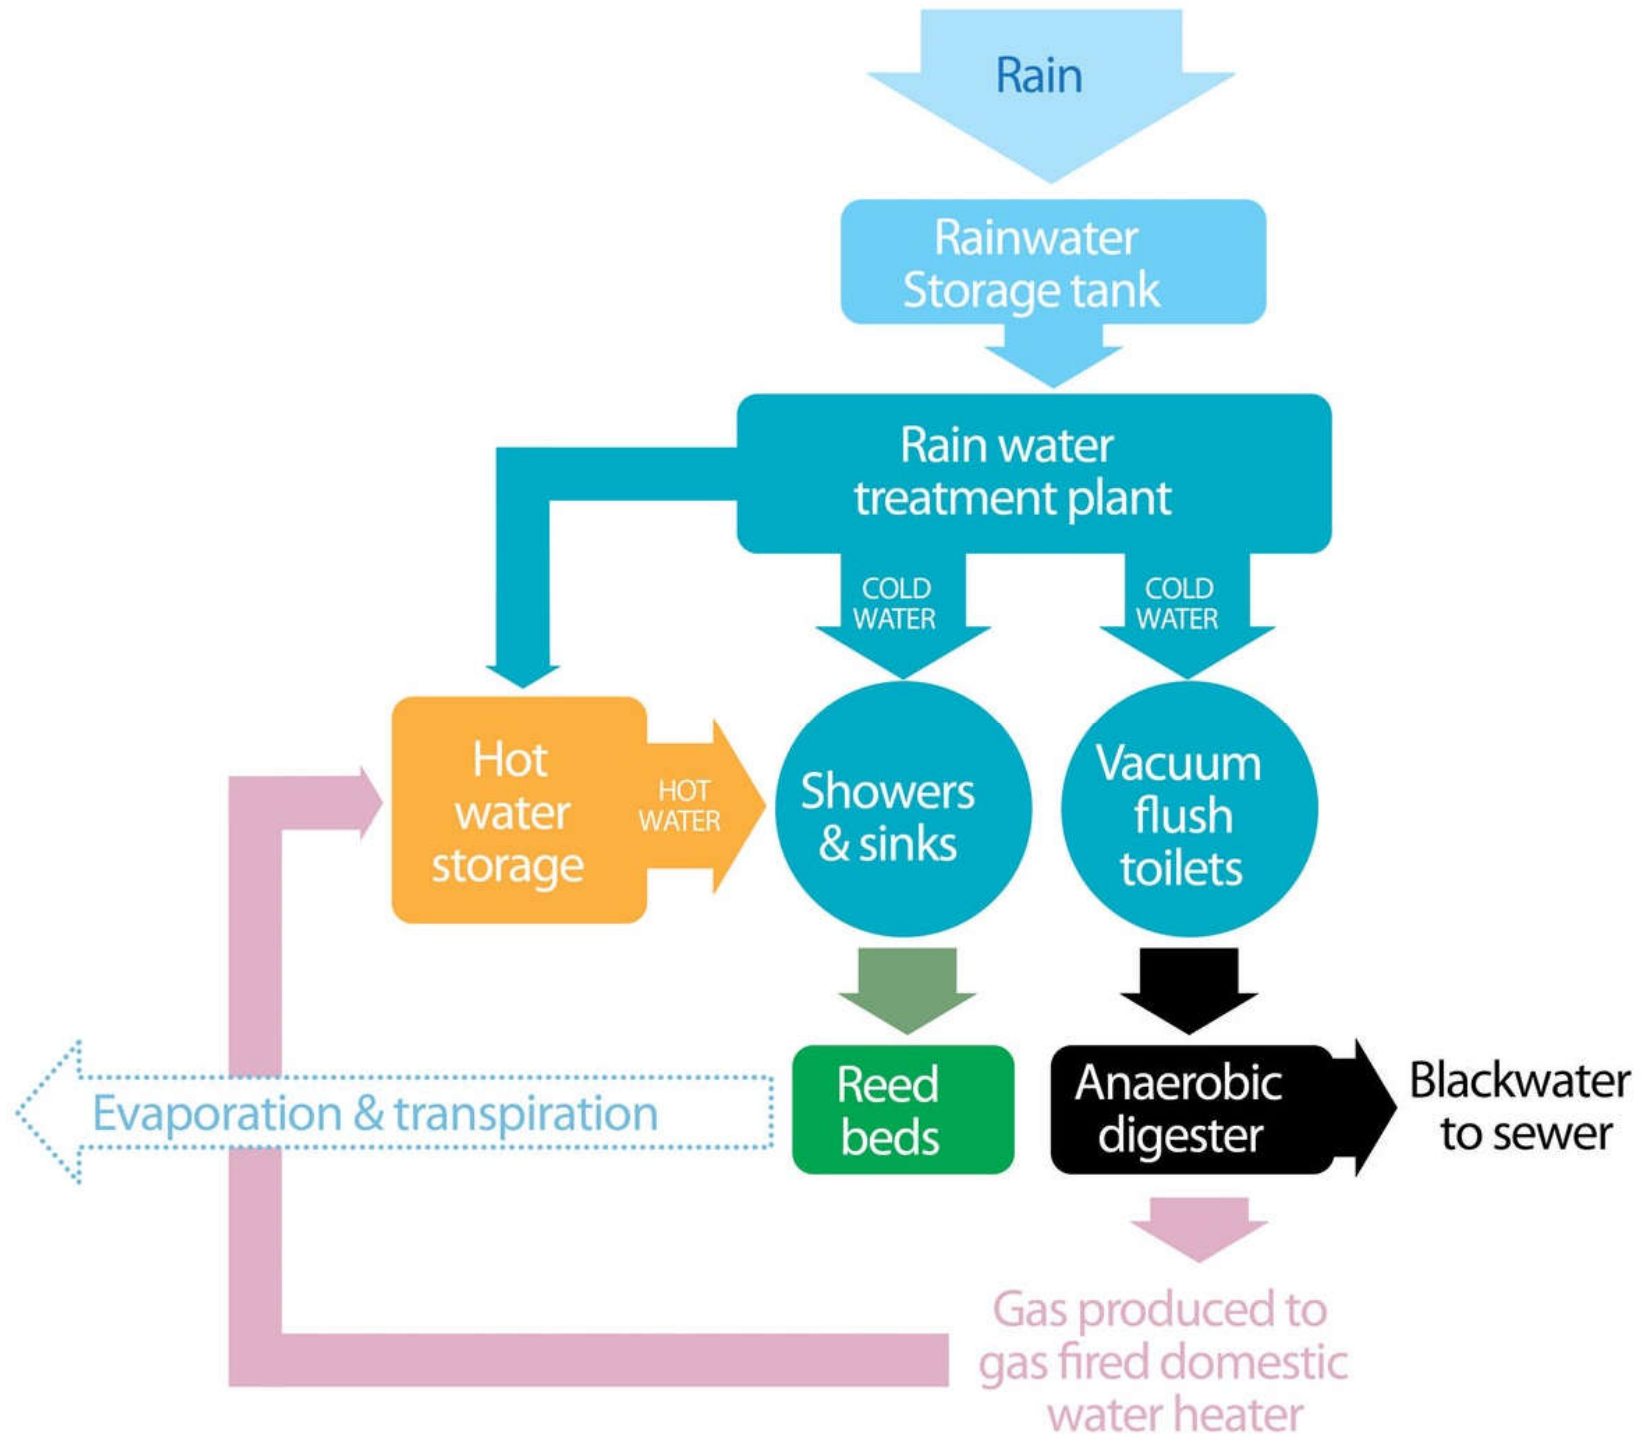 Rain
Rainwater
Storage tank
Rain water
treatment plant
COLD
WATER
COLD
WATER
Hot
water
storage
HOT
WATER
Showers
& sinks
Vacuum
flush
toilets
Evaporation & transpiration
Reed
beds
Anaerobic
digester
Blackwater
to sewer
Gas produced to
gas fired domestic
water heater